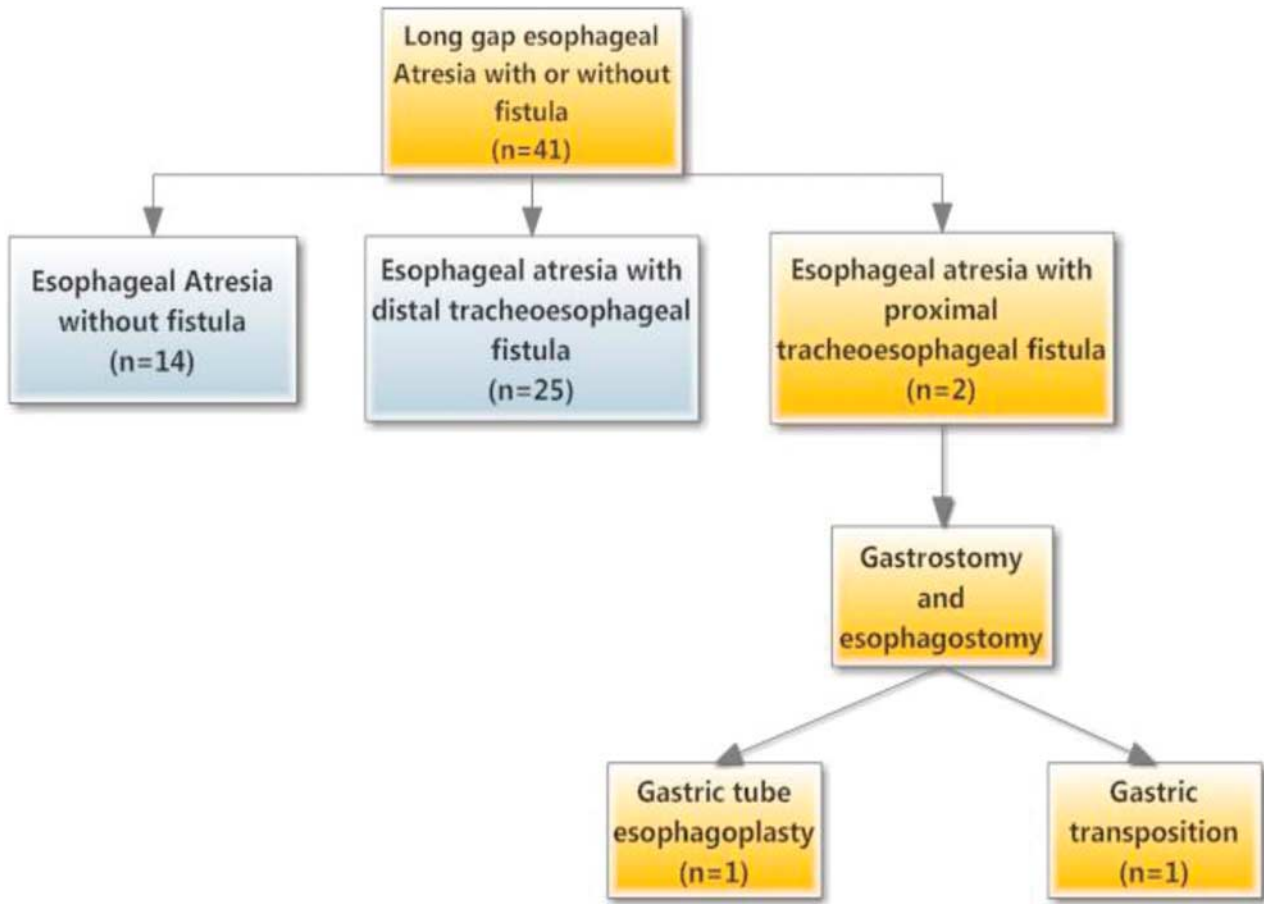 Long gap esophageal
Atresia with or without
fistula
(n=41)
Esophageal Atresia
without fistula
(n=14)
Esophageal atresia with
distal tracheoesophageal
fistula
(n=25)
Esophageal atresia with
proximal
tracheoesophageal fistula
(n=2)
Gastrostomy
and
esophagostomy
Gastric tube
esophagoplasty
(n=1)
Gastric
transposition
(n=1)